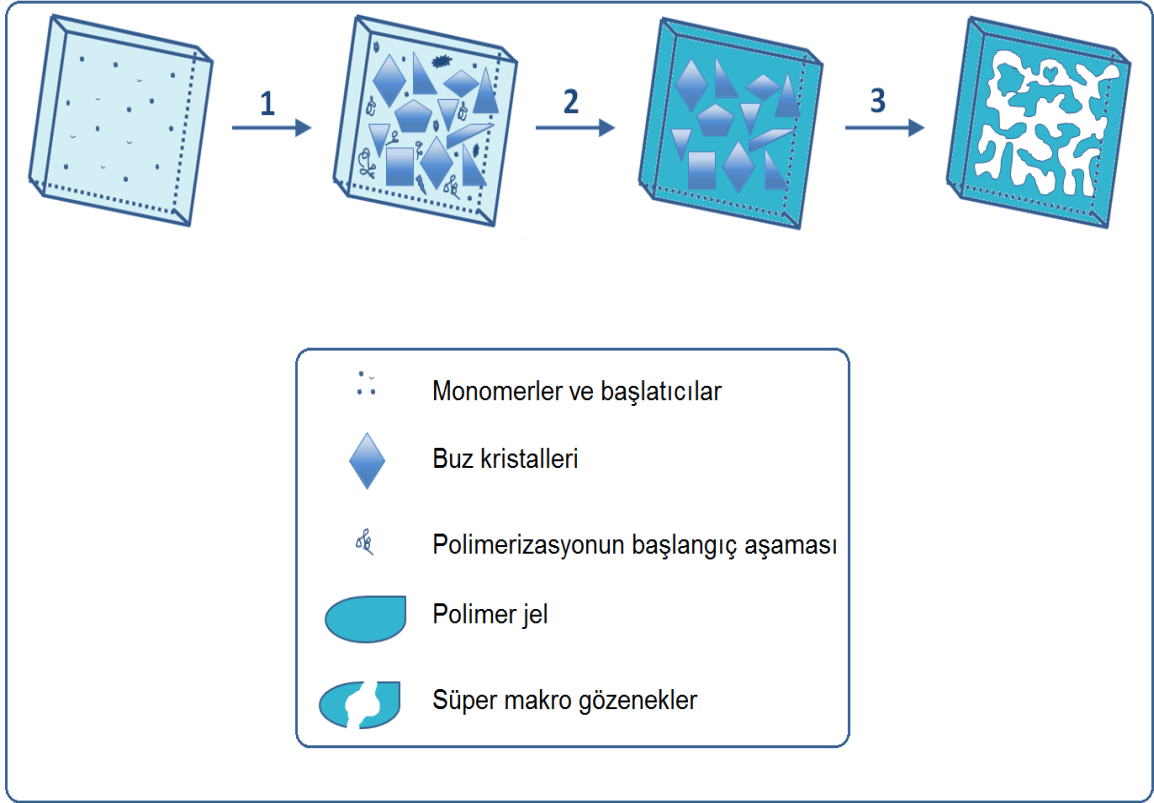 1
2
3
Monomerler ve başlatıcılar
Buz kristalleri
Polimerizasyonun başlangıç aşaması
Polimer jel
Süper makro gözenekler